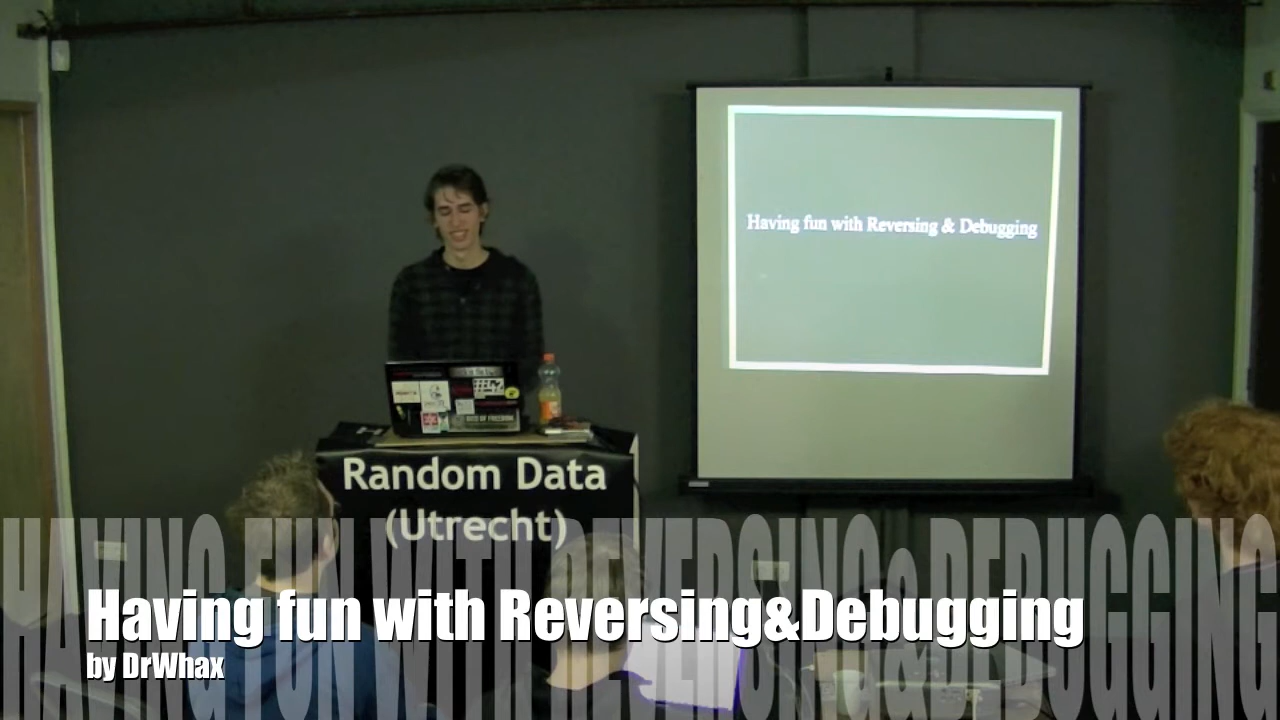 Having fun with Reversing & Debugging
Random Data
(Utrecht)
HAVING FUN WITH REVERSING&DEBUGGING
Having fun with Reversing&Debugging
by DrWhax